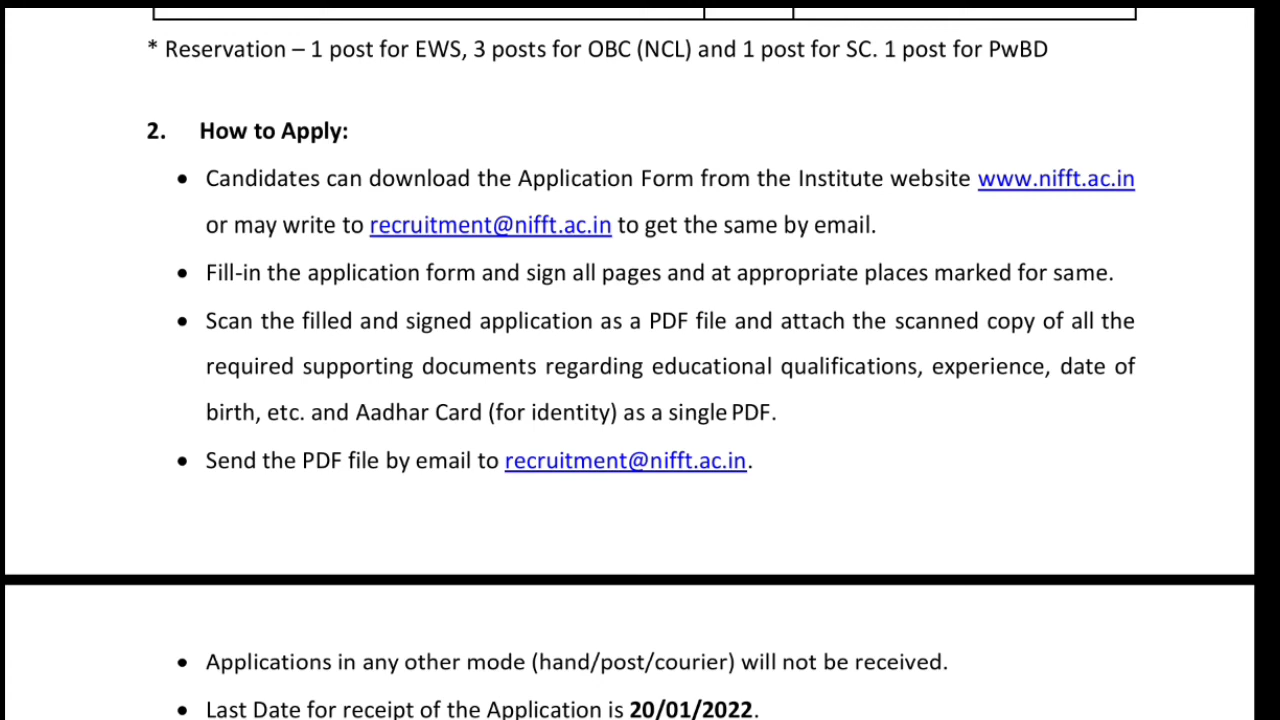 * Reservation – 1 post for EWS, 3 posts for OBC (NCL) and 1 post for SC. 1 post for PwBD
2. How to Apply:
• Candidates can download the Application Form from the Institute website www.nifft.ac.in
or may write to recruitment@nifft.ac.in to get the same by email.
• Fill-in the application form and sign all pages and at appropriate places marked for same.
• Scan the filled and signed application as a PDF file and attach the scanned copy of all the
required supporting documents regarding educational qualifications, experience, date of
birth, etc. and Aadhar Card (for identity) as a single PDF.
• Send the PDF file by email to recruitment@nifft.ac.in.
• Applications in any other mode (hand/post/courier) will not be received.
• Last Date for receipt of the Application is 20/01/2022.